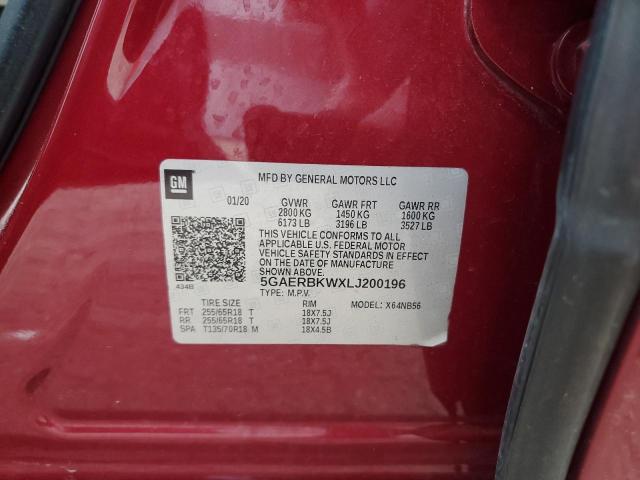 GM
MFD BY GENERAL MOTORS LLC
01/20 GVWR GAWR FRT GAWR RR
2800 KG 1450 KG 1600 KG
6173 LB 3196 LB 3527 LB
THIS VEHICLE CONFORMS TO ALL
APPLICABLE U.S. FEDERAL MOTOR
VEHICLE SAFETY STANDARDS IN EFFECT
ON THE DATE OF MANUFACTURE
SHOWN ABOVE.
434B
5GAERBKWXLJ200196
TYPE: M.P.V. MODEL: X64NB56
TIRE SIZE RIM
FRT 255/65R18 T 18X7.5J
RR 255/65R18 T 18X7.5J
SPA T135/70R18 M 18X4.5B